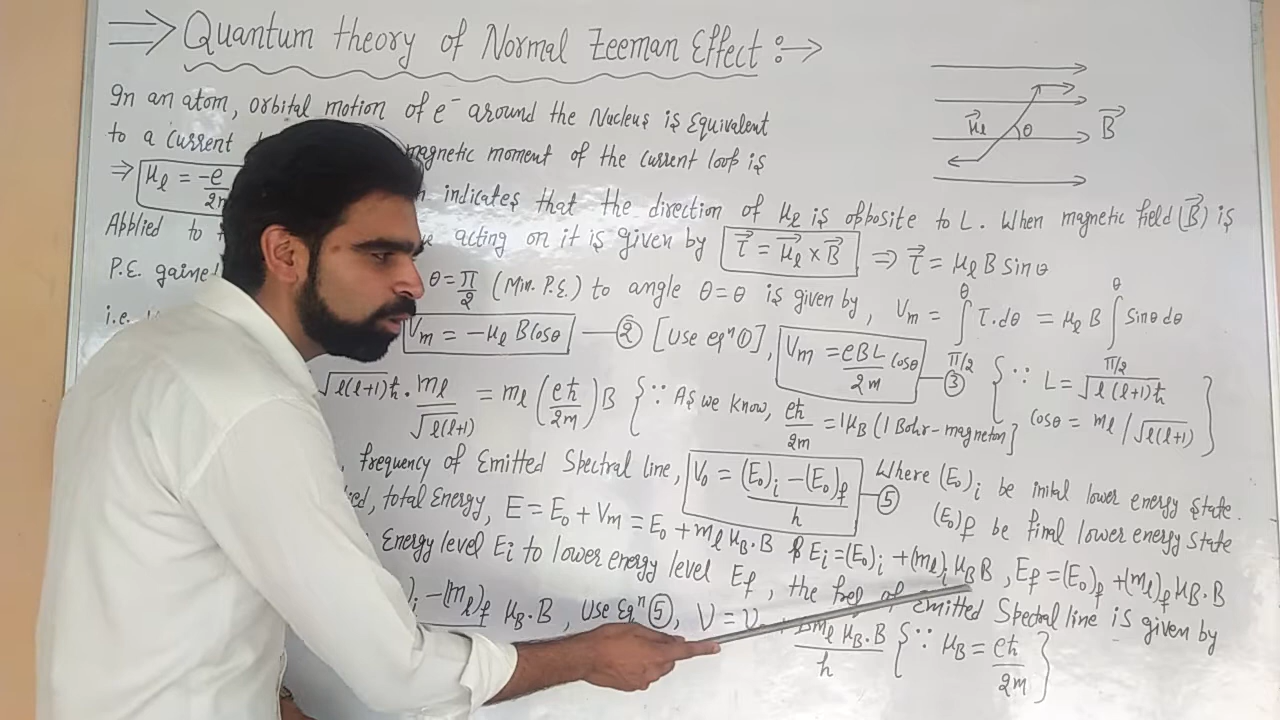 ⇒ Quantum theory of Normal Zeeman Effect :→
In an atom, orbital motion of e⁻ around the Nucleus is Equivalent
μ⃗ₗ θ B⃗
to a current magnetic moment of the current loop is
⇒ μₗ = -e/2m indicates that the direction of μₗ is opposite to L. When magnetic field (B⃗) is
Applied to acting on it is given by τ⃗ = μ⃗ₗ × B⃗ ⇒ τ⃗ = μₗ B sinθ
P.E. gained θ = π/2 (Min. P.E.) to angle θ = θ is given by, Vm = ∫_{π/2}^{θ} τ.dθ = μₗ B ∫_{π/2}^{θ} sinθ dθ
i.e. Vm = -μₗ B Cosθ — ② [Use eqⁿ ①], Vm = eBL/2m cosθ — ③ {∵ L = √l(l+1) ħ
√l(l+1) ħ . mₗ/√l(l+1) = mₗ (eħ/2m) B {∵ As we know, eħ/2m = 1μB (1 Bohr-magneton] cosθ = mₗ/√l(l+1)}
, frequency of Emitted Spectral line, ν₀ = (E₀)ᵢ - (E₀)f / h — ⑤ Where (E₀)ᵢ be inital lower energy state.
(E₀)f be final lower energy state
total Energy, E = E₀ + Vm = E₀ + mₗ μB.B & Eᵢ = (E₀)ᵢ + (mₗ)ᵢ μB B, Ef = (E₀)f + (mₗ)f μB.B
Energy level Eᵢ to lower energy level Ef, the freq of emitted Spectral line is given by
)ᵢ - (mₗ)f μB.B, Use Eqⁿ ⑤, ν = ν₀ + mₗ μB.B/h {∵ μB = eħ/2m}